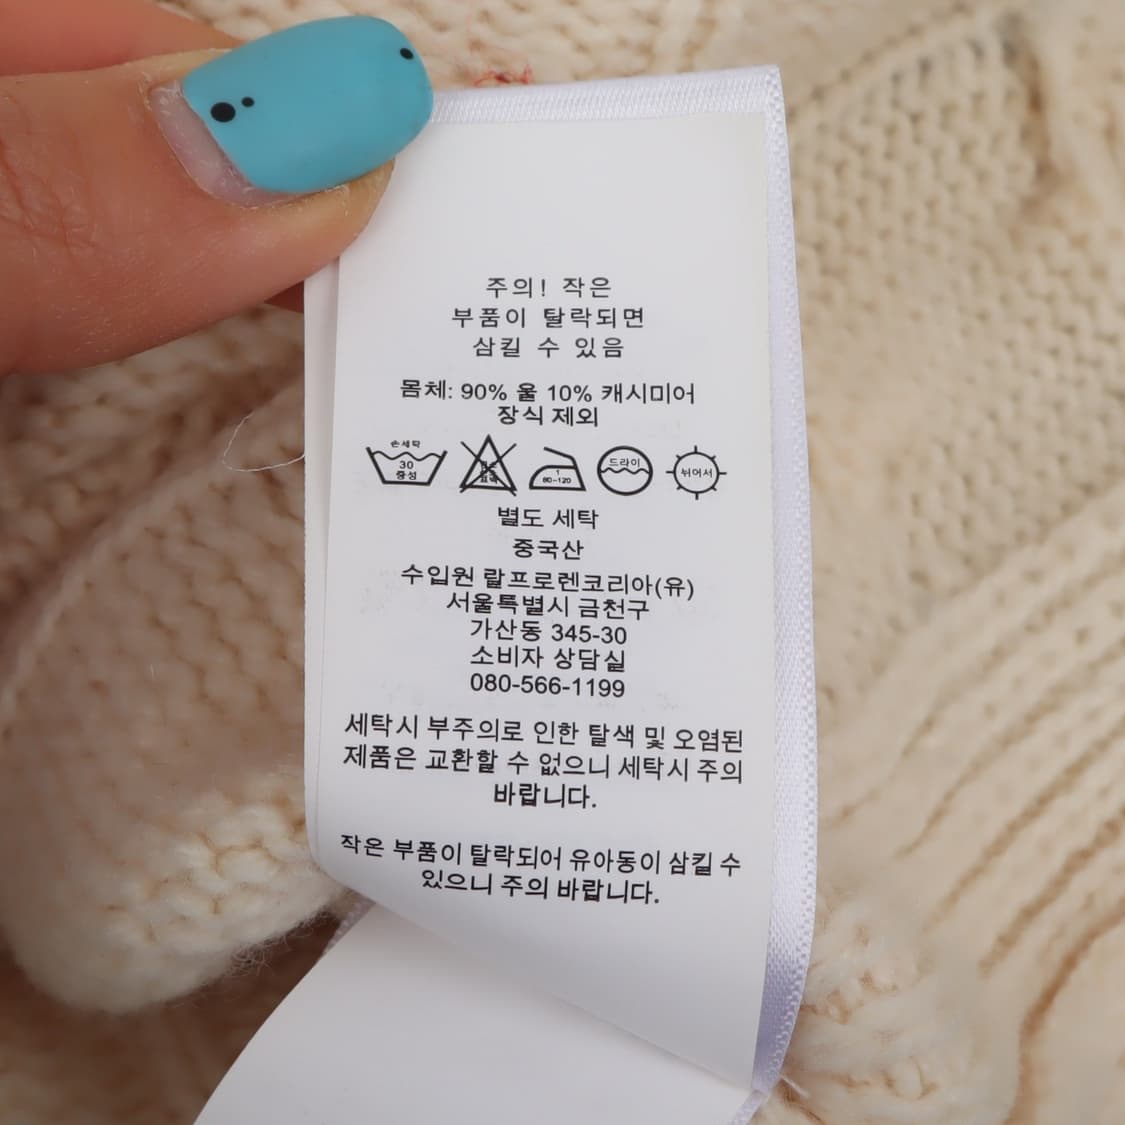 주의! 작은
부품이 탈락되면
삼킬 수 있음
몸체: 90% 울 10% 캐시미어
장식 제외
손세탁
30
중성
1
80-120
드라이
뉘어서
별도 세탁
중국산
수입원 랄프로렌코리아(유)
서울특별시 금천구
가산동 345-30
소비자 상담실
080-566-1199
세탁시 부주의로 인한 탈색 및 오염된
제품은 교환할 수 없으니 세탁시 주의
바랍니다.
작은 부품이 탈락되어 유아동이 삼킬 수
있으니 주의 바랍니다.